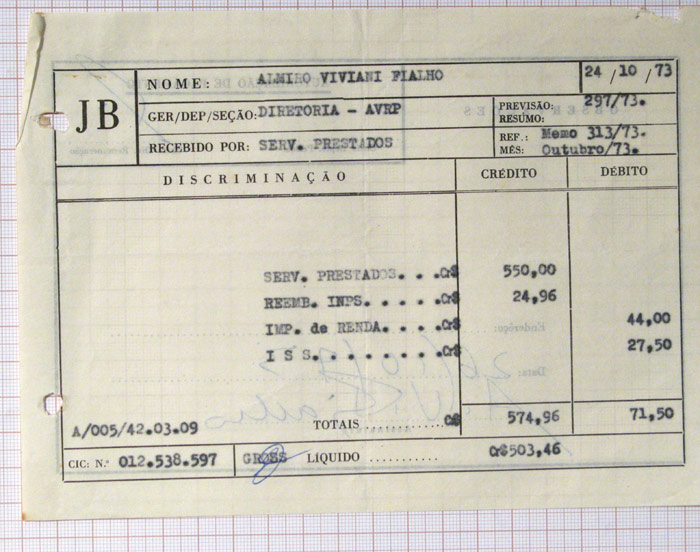 JB
NOME: ALMIRO VIVIANI FIALHO
24 / 10 / 73
GER/DEP/SEÇÃO: DIRETORIA - AVRP
PREVISÃO: 297/73.
RESUMO:
RECEBIDO POR: SERV. PRESTADOS
REF.: Memo 313/73.
MÊS: Outubro/73.
DISCRIMINAÇÃO CRÉDITO DÉBITO
SERV. PRESTADOS. . . .Cr$ 550,00
REEMB. INPS. . . . . .Cr$ 24,96
IMP. de RENDA. . . . .Cr$ 44,00
I S S. . . . . . . . .Cr$ 27,50
A/005/42.03.09 TOTAIS ............ Cr$ 574,96 71,50
CIC: N.º 012.538.597 GROSS LÍQUIDO ........... Cr$503,46